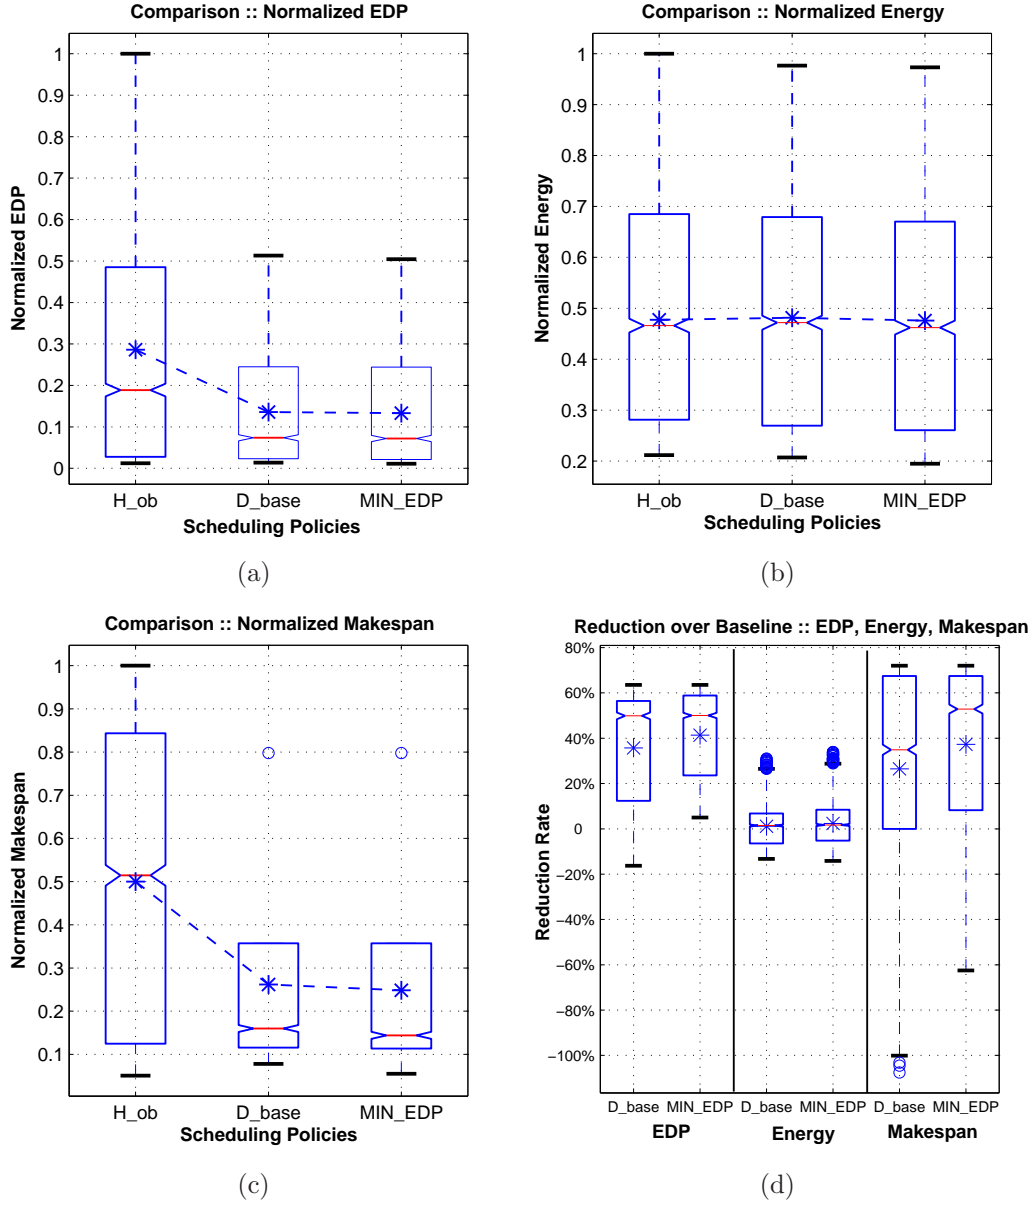 Comparison :: Normalized EDP
Normalized EDP
1
0.9
0.8
0.7
0.6
0.5
0.4
0.3
0.2
0.1
0
H_ob D_base MIN_EDP
Scheduling Policies
(a)
Comparison :: Normalized Energy
Normalized Energy
1
0.9
0.8
0.7
0.6
0.5
0.4
0.3
0.2
H_ob D_base MIN_EDP
Scheduling Policies
(b)
Comparison :: Normalized Makespan
Normalized Makespan
1
0.9
0.8
0.7
0.6
0.5
0.4
0.3
0.2
0.1
H_ob D_base MIN_EDP
Scheduling Policies
(c)
Reduction over Baseline :: EDP, Energy, Makespan
Reduction Rate
80%
60%
40%
20%
0
−20%
−40%
−60%
−80%
−100%
D_base MIN_EDP D_base MIN_EDP D_base MIN_EDP
EDP Energy Makespan
(d)